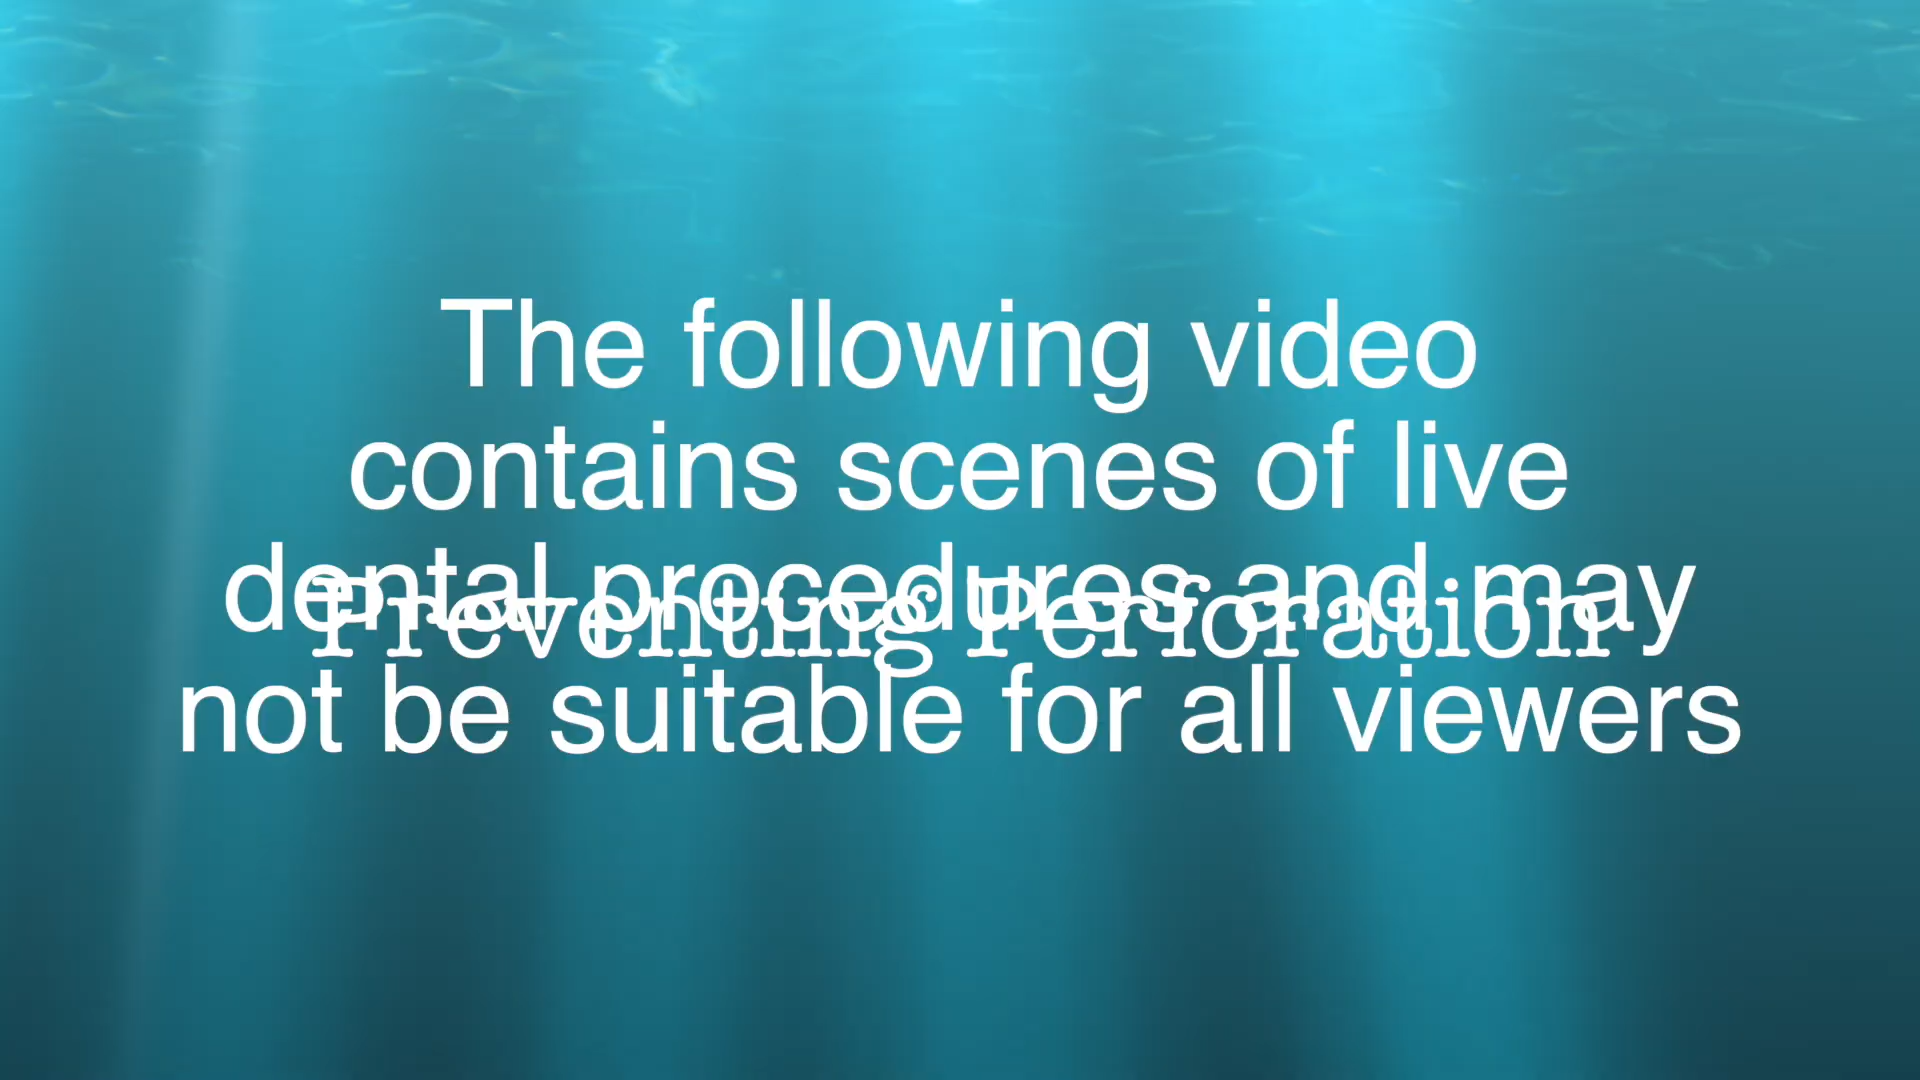 The following video
contains scenes of live
dental procedures and may
Preventing Perforation
not be suitable for all viewers